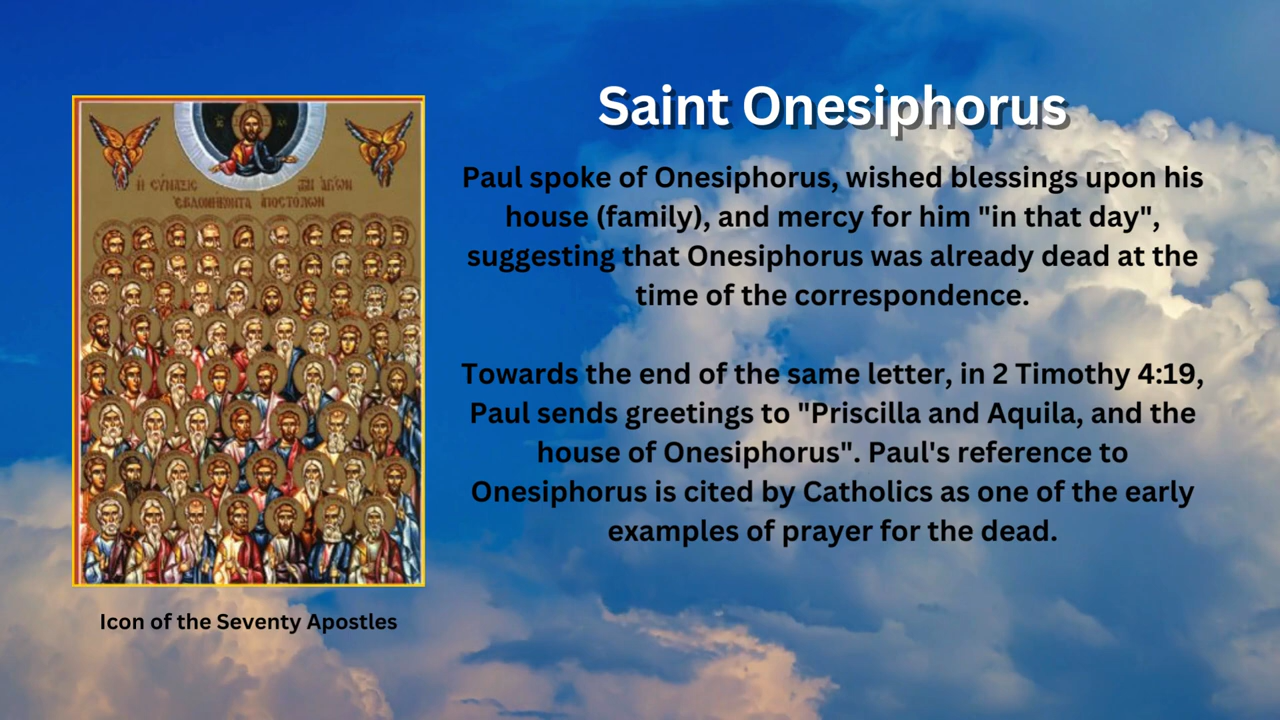 Saint Onesiphorus
Paul spoke of Onesiphorus, wished blessings upon his
house (family), and mercy for him "in that day",
suggesting that Onesiphorus was already dead at the
time of the correspondence.
Towards the end of the same letter, in 2 Timothy 4:19,
Paul sends greetings to "Priscilla and Aquila, and the
house of Onesiphorus". Paul's reference to
Onesiphorus is cited by Catholics as one of the early
examples of prayer for the dead.
Icon of the Seventy Apostles